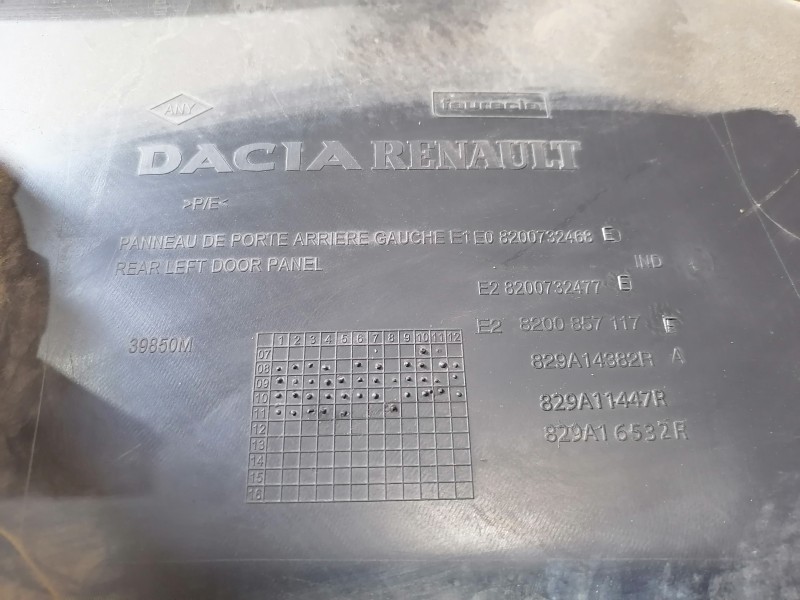 ANY
faurecia
DACIA RENAULT
>P/E<
PANNEAU DE PORTE ARRIERE GAUCHE E1 E0 8200732468 E
REAR LEFT DOOR PANEL
IND
E2 8200732477 E
E2 8200 857 117 E
39850M
829A14382R A
829A11447R
829A16532R
1 2 3 4 5 6 7 8 9 10 11 12
07
08
09
10
11
12
13
14
15
16